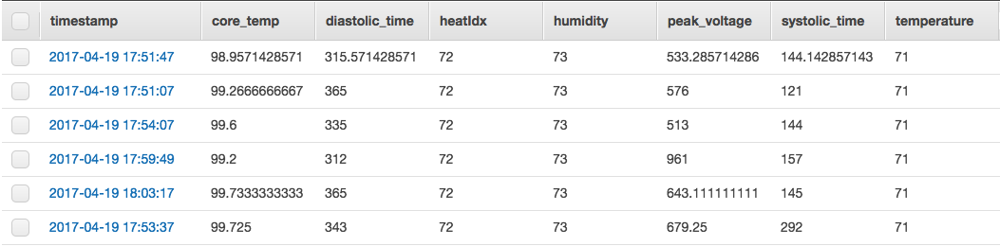 timestamp core_temp diastolic_time heatIdx humidity peak_voltage systolic_time temperature
2017-04-19 17:51:47 98.9571428571 315.571428571 72 73 533.285714286 144.142857143 71
2017-04-19 17:51:07 99.2666666667 365 72 73 576 121 71
2017-04-19 17:54:07 99.6 335 72 73 513 144 71
2017-04-19 17:59:49 99.2 312 72 73 961 157 71
2017-04-19 18:03:17 99.7333333333 365 72 73 643.111111111 145 71
2017-04-19 17:53:37 99.725 343 72 73 679.25 292 71